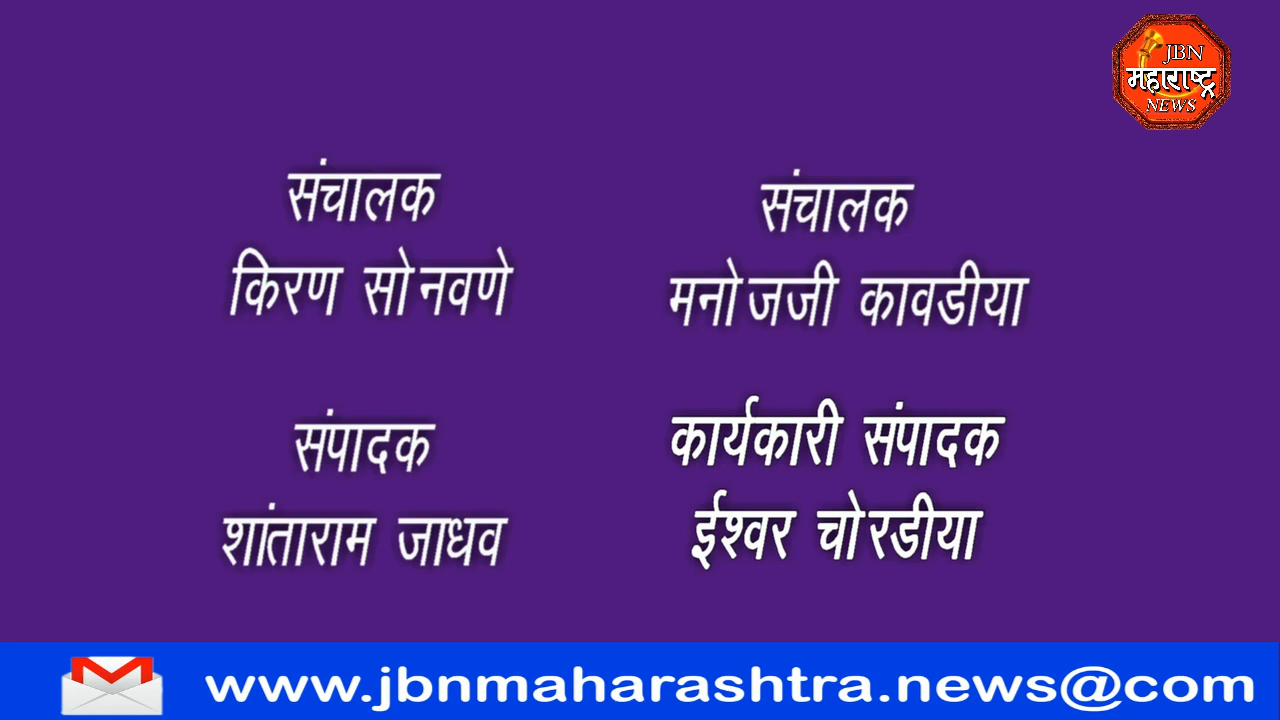 JBN
महाराष्ट्र
NEWS
संचालक
किरण सोनवणे
संचालक
मनोजजी कावडीया
संपादक
शांताराम जाधव
कार्यकारी संपादक
ईश्वर चोरडीया
www.jbnmaharashtra.news@com